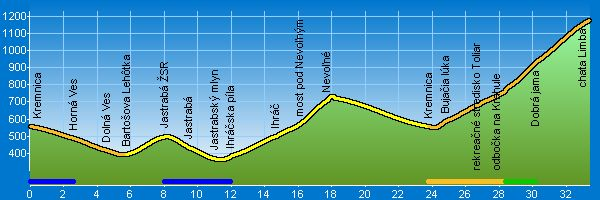 1200
1100
1000
900
800
700
600
500
400
Kremnica
Horná Ves
Dolná Ves
Bartošova Lehôtka
Jastrabá ŽSR
Jastrabá
Jastrabský mlyn
Ihráčska píla
Ihráč
most pod Nevoľným
Nevoľné
Kremnica
Bujačia lúka
rekreačné stredisko Toliar
odbočka na Krahule
Dobrá jama
chata Limba
0 2 4 6 8 10 12 14 16 18 20 22 24 26 28 30 32